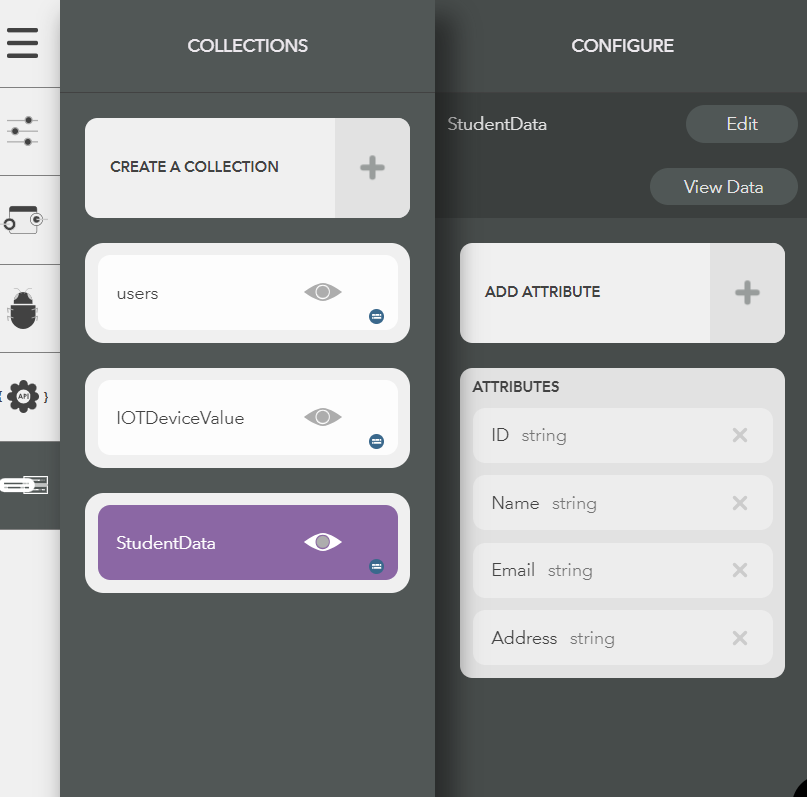 COLLECTIONS
CREATE A COLLECTION
users
IOTDeviceValue
StudentData
CONFIGURE
StudentData
Edit
View Data
ADD ATTRIBUTE
ATTRIBUTES
ID string
Name string
Email string
Address string
{ API }